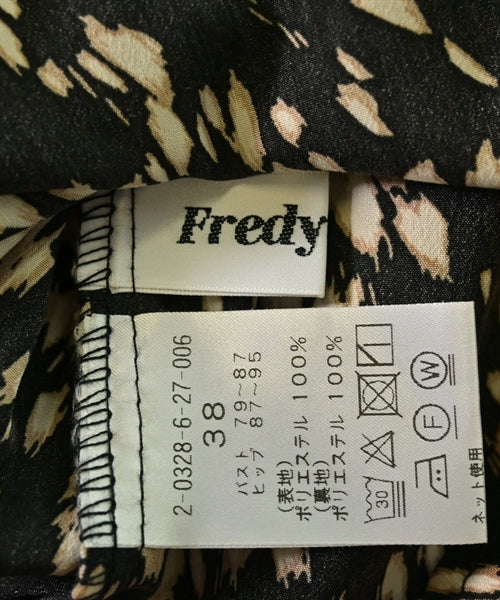 Fredy
2-0328-6-27-006
38
バスト 79~87
ヒップ 87~95
(表地)
ポリエステル 100%
(裏地)
ポリエステル 100%
30
F
W
ネット使用